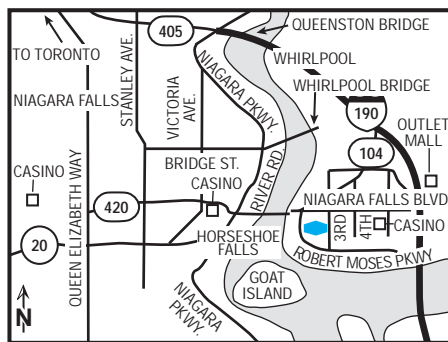 QUEENSTON BRIDGE
405
TO TORONTO
STANLEY AVE.
WHIRLPOOL
NIAGARA PKWY.
WHIRLPOOL BRIDGE
NIAGARA FALLS
VICTORIA
AVE.
190
OUTLET
MALL
104
BRIDGE ST.
RIVER RD.
CASINO
CASINO
NIAGARA FALLS BLVD
QUEEN ELIZABETH WAY
420
3RD
4TH
CASINO
HORSESHOE
FALLS
20
ROBERT MOSES PKWY
GOAT
ISLAND
NIAGARA
PKWY.
N